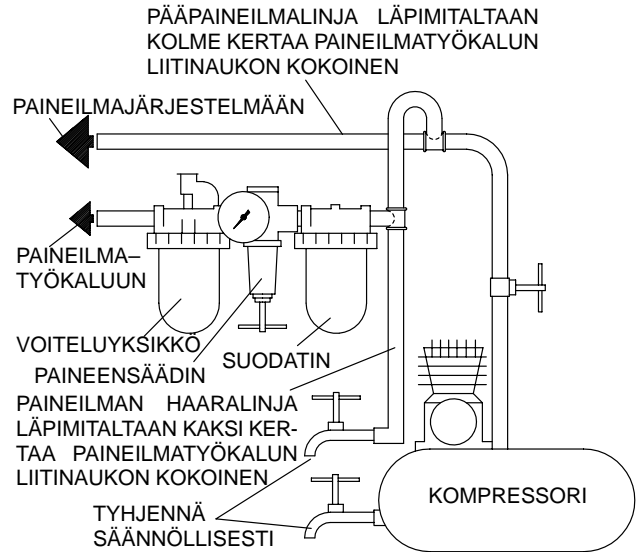 PÄÄPAINEILMALINJA LÄPIMITALTAAN
KOLME KERTAA PAINEILMATYÖKALUN
LIITINAUKON KOKOINEN
PAINEILMAJÄRJESTELMÄÄN
PAINEILMA–
TYÖKALUUN
VOITELUYKSIKKÖ
SUODATIN
PAINEENSÄÄDIN
PAINEILMAN HAARALINJA
LÄPIMITALTAAN KAKSI KER-
TAA PAINEILMATYÖKALUN
LIITINAUKON KOKOINEN
KOMPRESSORI
TYHJENNÄ
SÄÄNNÖLLISESTI